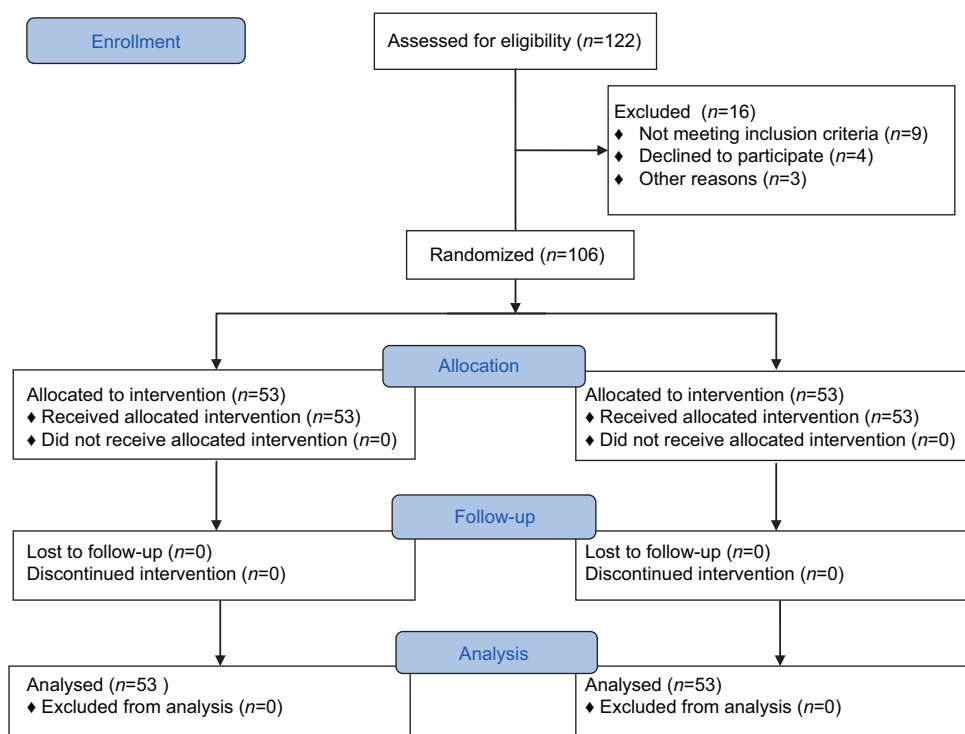 Enrollment
Assessed for eligibility (n=122)
Excluded (n=16)
♦ Not meeting inclusion criteria (n=9)
♦ Declined to participate (n=4)
♦ Other reasons (n=3)
Randomized (n=106)
Allocation
Allocated to intervention (n=53)
♦ Received allocated intervention (n=53)
♦ Did not receive allocated intervention (n=0)
Allocated to intervention (n=53)
♦ Received allocated intervention (n=53)
♦ Did not receive allocated intervention (n=0)
Follow-up
Lost to follow-up (n=0)
Discontinued intervention (n=0)
Lost to follow-up (n=0)
Discontinued intervention (n=0)
Analysis
Analysed (n=53 )
♦ Excluded from analysis (n=0)
Analysed (n=53)
♦ Excluded from analysis (n=0)